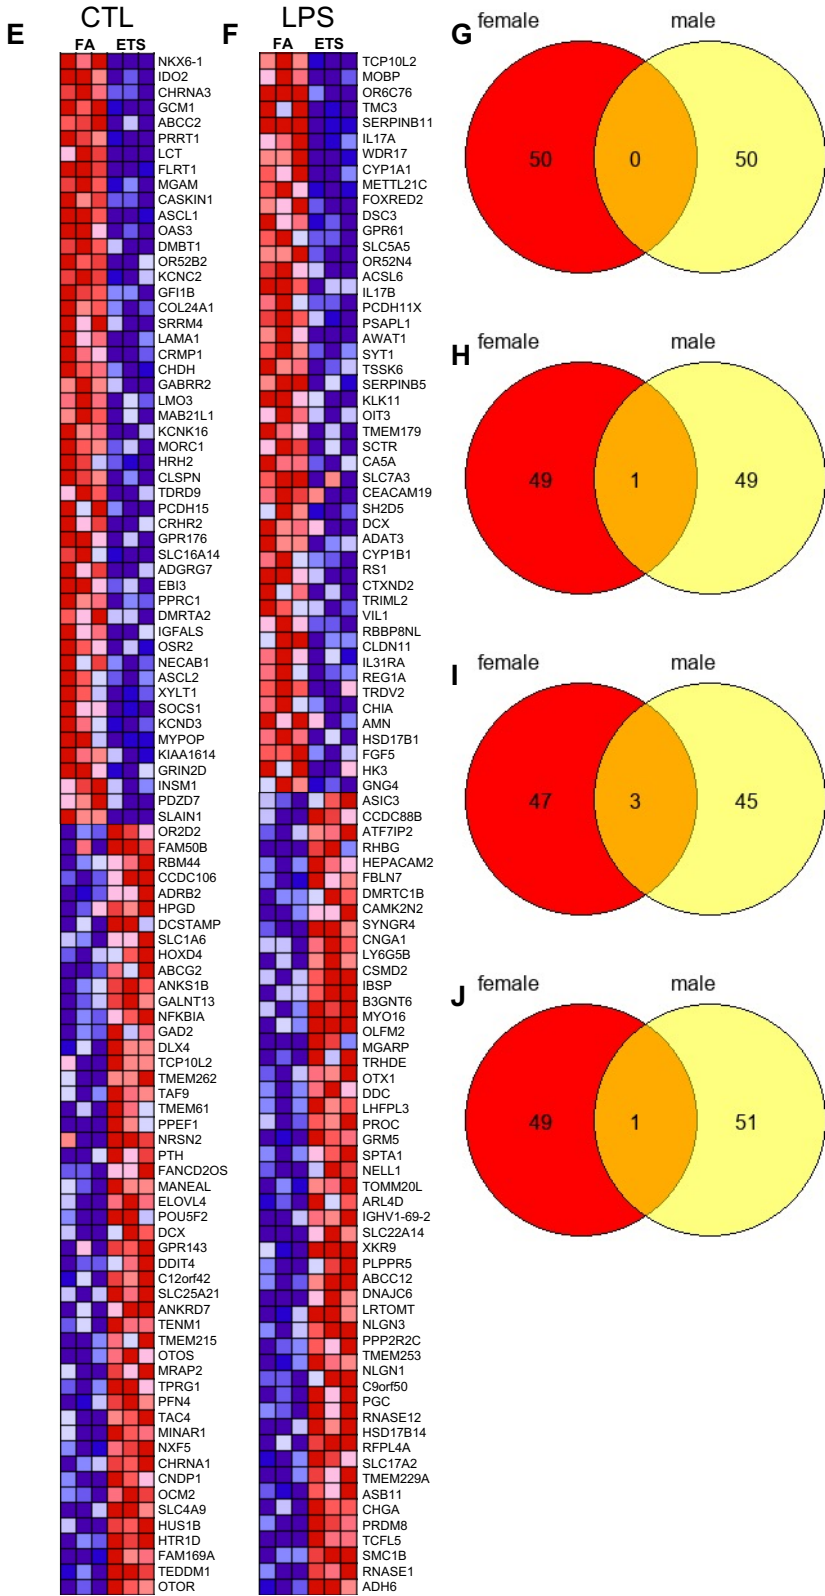 E
CTL
FA ETS
NKX6-1
IDO2
CHRNA3
GCM1
ABCC2
PRRT1
LCT
FLRT1
MGAM
CASKIN1
ASCL1
OAS3
DMBT1
OR52B2
KCNC2
GFI1B
COL24A1
SRRM4
LAMA1
CRMP1
CHDH
GABRR2
LMO3
MAB21L1
KCNK16
MORC1
HRH2
CLSPN
TDRD9
PCDH15
CRHR2
GPR176
SLC16A14
ADGRG7
EBI3
PPRC1
DMRTA2
IGFALS
OSR2
NECAB1
ASCL2
XYLT1
SOCS1
KCND3
MYPOP
KIAA1614
GRIN2D
INSM1
PDZD7
SLAIN1
OR2D2
FAM50B
RBM44
CCDC106
ADRB2
HPGD
DCSTAMP
SLC1A6
HOXD4
ABCG2
ANKS1B
GALNT13
NFKBIA
GAD2
DLX4
TCP10L2
TMEM262
TAF9
TMEM61
PPEF1
NRSN2
PTH
FANCD2OS
MANEAL
ELOVL4
POU5F2
DCX
GPR143
DDIT4
C12orf42
SLC25A21
ANKRD7
TENM1
TMEM215
OTOS
MRAP2
TPRG1
PFN4
TAC4
MINAR1
NXF5
CHRNA1
CNDP1
OCM2
SLC4A9
HUS1B
HTR1D
FAM169A
TEDDM1
OTOR
F
LPS
FA ETS
TCP10L2
MOBP
OR6C76
TMC3
SERPINB11
IL17A
WDR17
CYP1A1
METTL21C
FOXRED2
DSC3
GPR61
SLC5A5
OR52N4
ACSL6
IL17B
PCDH11X
PSAPL1
AWAT1
SYT1
TSSK6
SERPINB5
KLK11
OIT3
TMEM179
SCTR
CA5A
SLC7A3
CEACAM19
SH2D5
DCX
ADAT3
CYP1B1
RS1
CTXND2
TRIML2
VIL1
RBBP8NL
CLDN11
IL31RA
REG1A
TRDV2
CHIA
AMN
HSD17B1
FGF5
HK3
GNG4
ASIC3
CCDC88B
ATF7IP2
RHBG
HEPACAM2
FBLN7
DMRTC1B
CAMK2N2
SYNGR4
CNGA1
LY6G5B
CSMD2
IBSP
B3GNT6
MYO16
OLFM2
MGARP
TRHDE
OTX1
DDC
LHFPL3
PROC
GRM5
SPTA1
NELL1
TOMM20L
ARL4D
IGHV1-69-2
SLC22A14
XKR9
PLPPR5
ABCC12
DNAJC6
LRTOMT
NLGN3
PPP2R2C
TMEM253
NLGN1
C9orf50
PGC
RNASE12
HSD17B14
RFPL4A
SLC17A2
TMEM229A
ASB11
CHGA
PRDM8
TCFL5
SMC1B
RNASE1
ADH6
G
female male
50 0 50
H
female male
49 1 49
I
female male
47 3 45
J
female male
49 1 51